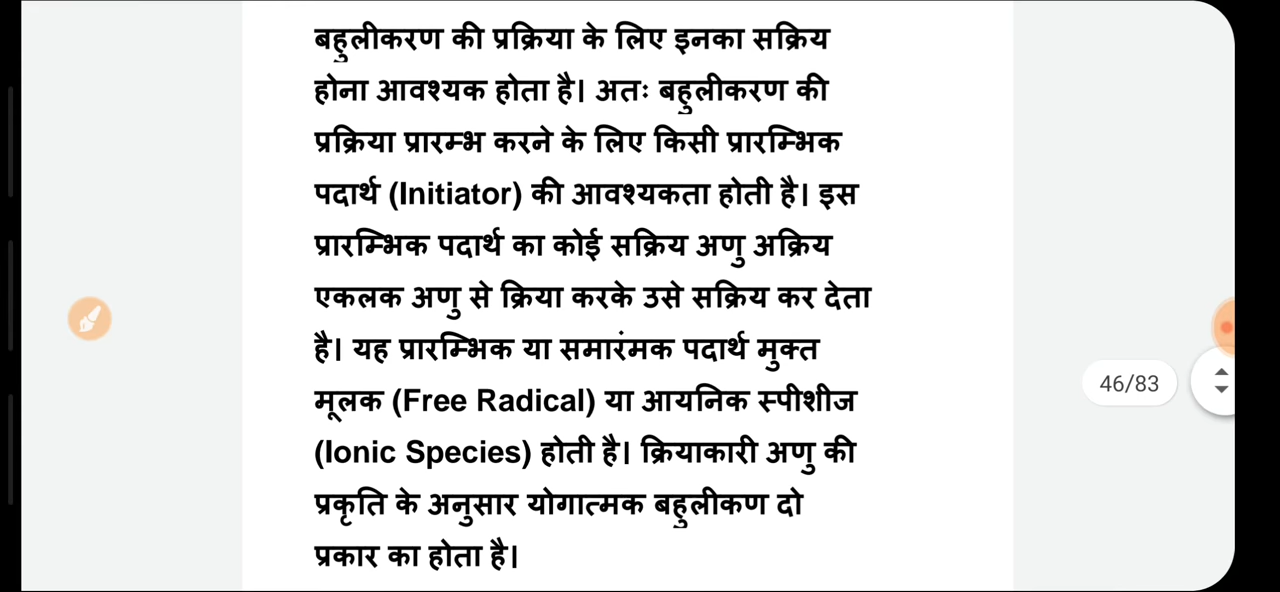 बहुलीकरण की प्रक्रिया के लिए इनका सक्रिय
होना आवश्यक होता है। अतः बहुलीकरण की
प्रक्रिया प्रारम्भ करने के लिए किसी प्रारम्भिक
पदार्थ (Initiator) की आवश्यकता होती है। इस
प्रारम्भिक पदार्थ का कोई सक्रिय अणु अक्रिय
एकलक अणु से क्रिया करके उसे सक्रिय कर देता
है। यह प्रारम्भिक या समारंमक पदार्थ मुक्त
मूलक (Free Radical) या आयनिक स्पीशीज
46/83
(Ionic Species) होती है। क्रियाकारी अणु की
प्रकृति के अनुसार योगात्मक बहुलीकण दो
प्रकार का होता है।